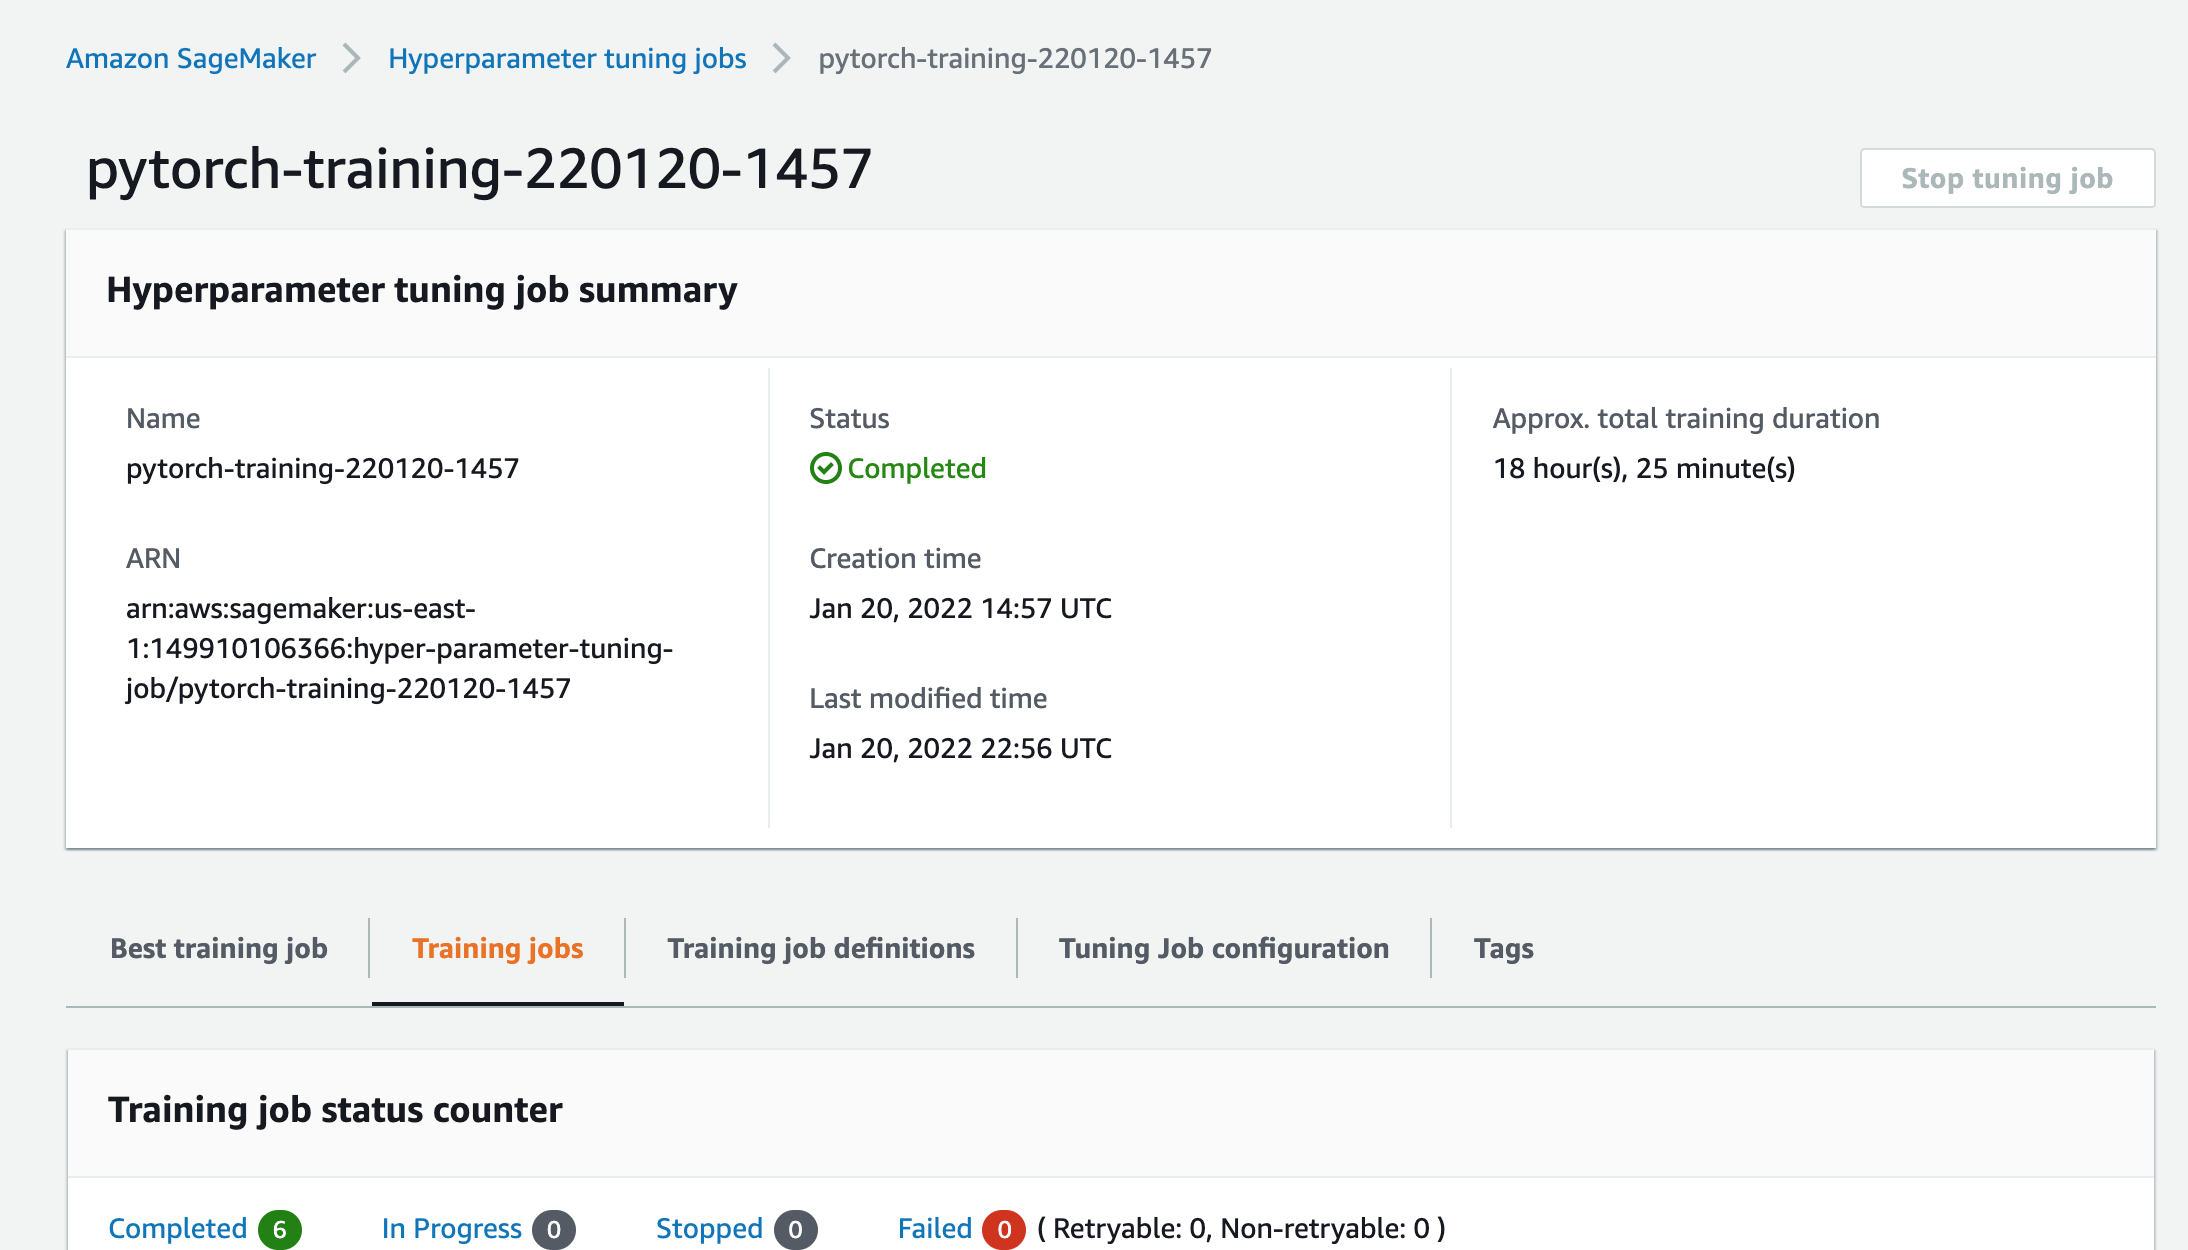 Amazon SageMaker > Hyperparameter tuning jobs > pytorch-training-220120-1457
pytorch-training-220120-1457
Stop tuning job
Hyperparameter tuning job summary
Name
pytorch-training-220120-1457
ARN
arn:aws:sagemaker:us-east-
1:149910106366:hyper-parameter-tuning-
job/pytorch-training-220120-1457
Status
Completed
Creation time
Jan 20, 2022 14:57 UTC
Last modified time
Jan 20, 2022 22:56 UTC
Approx. total training duration
18 hour(s), 25 minute(s)
Best training job
Training jobs
Training job definitions
Tuning Job configuration
Tags
Training job status counter
Completed 6 In Progress 0 Stopped 0 Failed 0 ( Retryable: 0, Non-retryable: 0 )